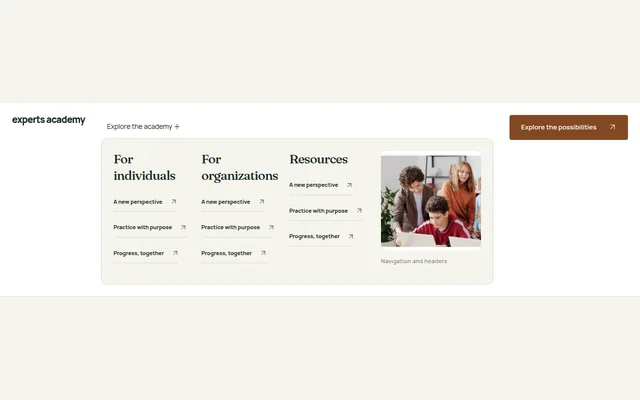 experts academy
Explore the academy +
Explore the possibilities
For
individuals
A new perspective
Practice with purpose
Progress, together
For
organizations
A new perspective
Practice with purpose
Progress, together
Resources
A new perspective
Practice with purpose
Progress, together
Navigation and headers